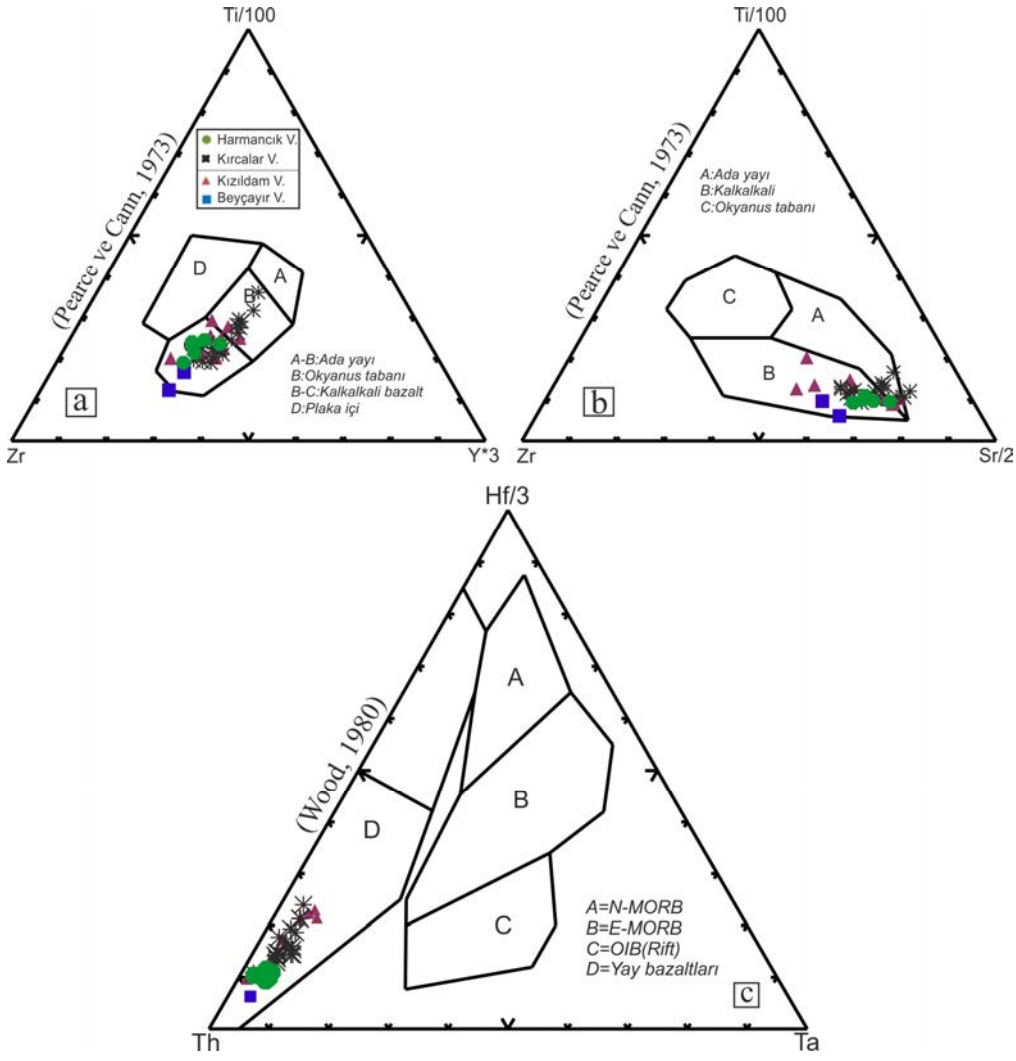 Ti/100
(Pearce ve Cann, 1973)
Harmancık V.
Kırcalar V.
Kızıldam V.
Beyçayır V.
D
A
B
A-B:Ada yayı
B:Okyanus tabanı
B-C:Kalkalkali bazalt
D:Plaka içi
a
Zr
Y*3
Ti/100
(Pearce ve Cann, 1973)
A:Ada yayı
B:Kalkalkali
C:Okyanus tabanı
C
A
B
b
Zr
Sr/2
Hf/3
(Wood, 1980)
A
B
D
C
A=N-MORB
B=E-MORB
C=OIB(Rift)
D=Yay bazaltları
c
Th
Ta